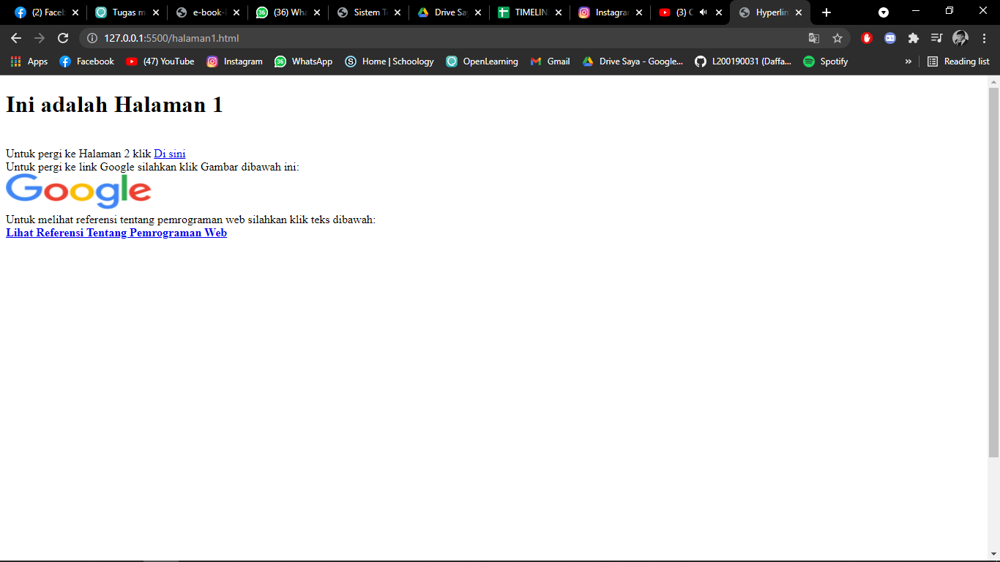 (2) Faceb
Tugas m
e-book-
(36) Wha
Sistem T
Drive Sa
TIMELIN
Instagra
(3) C
Hyperlin
127.0.0.1:5500/halaman1.html
Apps
Facebook
(47) YouTube
Instagram
36
WhatsApp
Home | Schoology
OpenLearning
Gmail
Drive Saya - Google...
L200190031 (Daffa...
Spotify
»
Reading list
Ini adalah Halaman 1
Untuk pergi ke Halaman 2 klik Di sini
Untuk pergi ke link Google silahkan klik Gambar dibawah ini:
Google
Untuk melihat referensi tentang pemrograman web silahkan klik teks dibawah:
Lihat Referensi Tentang Pemrograman Web